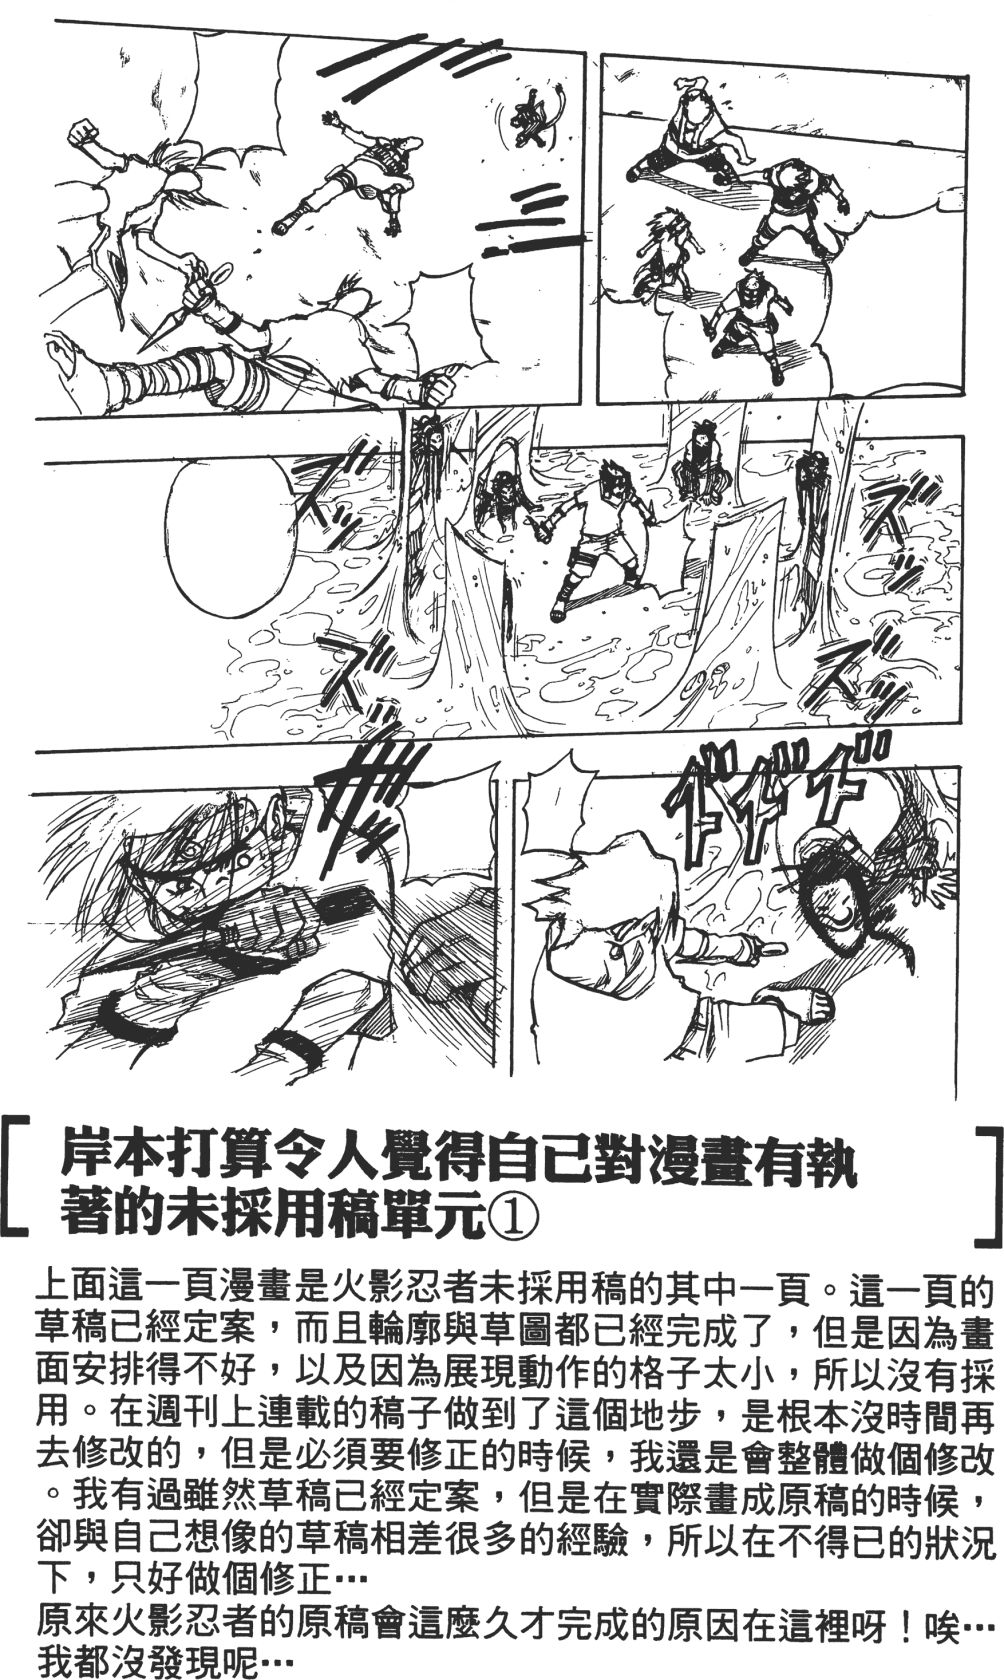 ズズ
ズッ
ズズ
ズッ
ズズ
ズ
ズズ
ズッ
ガガ
ドドド
岸本打算令人覺得自己對漫畫有執
著的未採用稿單元①
上面這一頁漫畫是火影忍者未採用稿的其中一頁。這一頁的
草稿已經定案，而且輪廓與草圖都已經完成了，但是因為畫
面安排得不好，以及因為展現動作的格子太小，所以沒有採
用。在週刊上連載的稿子做到了這個地步，是根本沒時間再
去修改的，但是必須要修正的時候，我還是會整體做個修改
。我有過雖然草稿已經定案，但是在實際畫成原稿的時候，
卻與自己想像的草稿相差很多的經驗，所以在不得已的狀況
下，只好做個修正…
原來火影忍者的原稿會這麼久才完成的原因在這裡呀！唉…
我都沒發現呢…